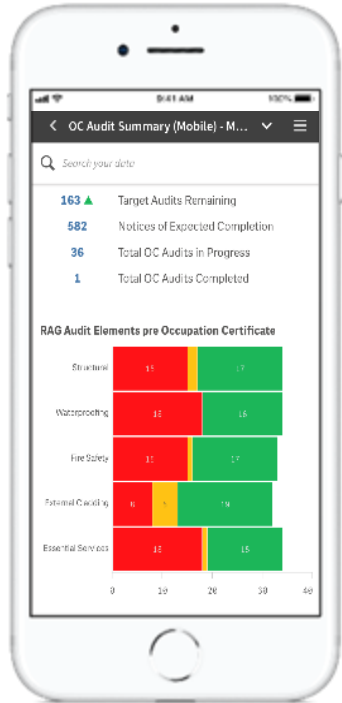 9:41 AM 100%
OC Audit Summary (Mobile) - M...
Search your data
163 Target Audits Remaining
582 Notices of Expected Completion
36 Total OC Audits in Progress
1 Total OC Audits Completed
RAG Audit Elements pre Occupation Certificate
Structural 15 17
Waterproofing 18 16
Fire Safety 15 17
External Cladding 8 5 19
Essential Services 18 15
0 10 20 30 40